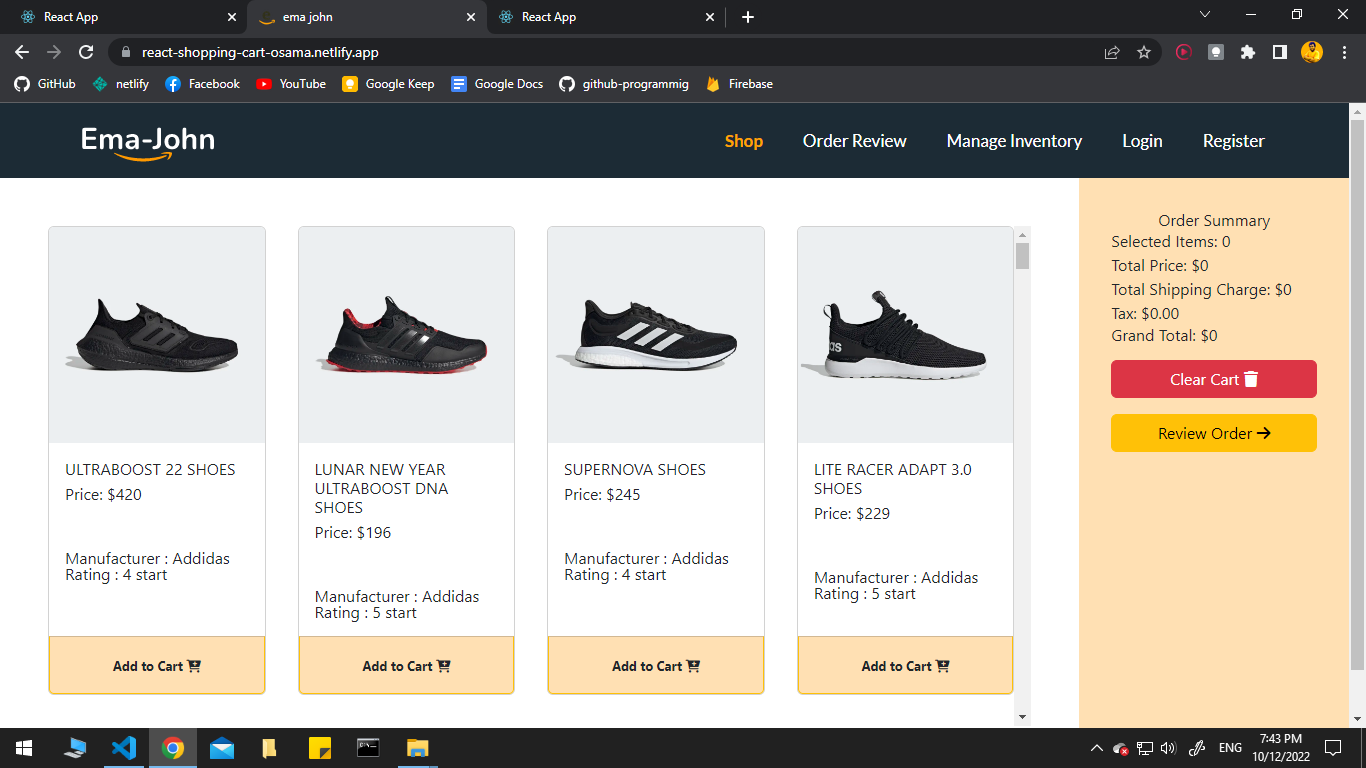 React App
ema john
React App
react-shopping-cart-osama.netlify.app
GitHub
netlify
Facebook
YouTube
Google Keep
Google Docs
github-programmig
Firebase
Ema-John
Shop
Order Review
Manage Inventory
Login
Register
ULTRABOOST 22 SHOES
Price: $420
Manufacturer : Addidas
Rating : 4 start
Add to Cart
LUNAR NEW YEAR
ULTRABOOST DNA
SHOES
Price: $196
Manufacturer : Addidas
Rating : 5 start
Add to Cart
SUPERNOVA SHOES
Price: $245
Manufacturer : Addidas
Rating : 4 start
Add to Cart
LITE RACER ADAPT 3.0
SHOES
Price: $229
Manufacturer : Addidas
Rating : 5 start
Add to Cart
Order Summary
Selected Items: 0
Total Price: $0
Total Shipping Charge: $0
Tax: $0.00
Grand Total: $0
Clear Cart
Review Order
ENG
7:43 PM
10/12/2022